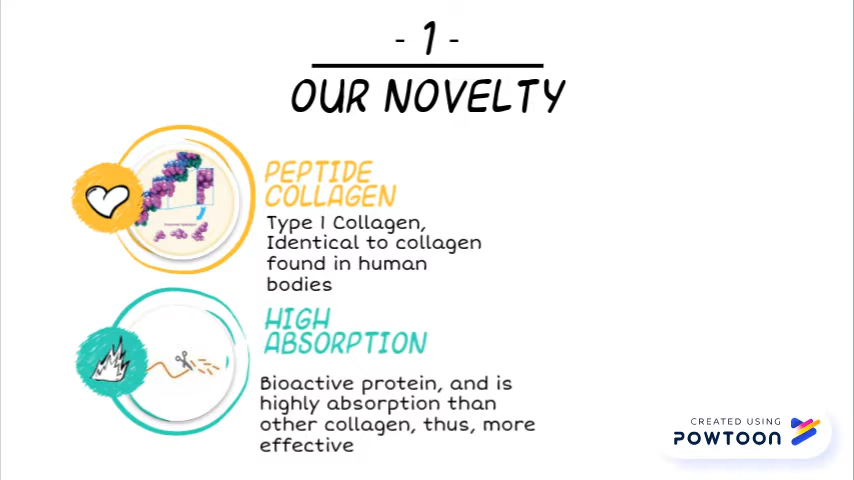 - 1 -
OUR NOVELTY
PEPTIDE
COLLAGEN
Type I Collagen,
Identical to collagen
found in human
bodies
HIGH
ABSORPTION
Bioactive protein, and is
highly absorption than
other collagen, thus, more
effective
CREATED USING
POWTOON